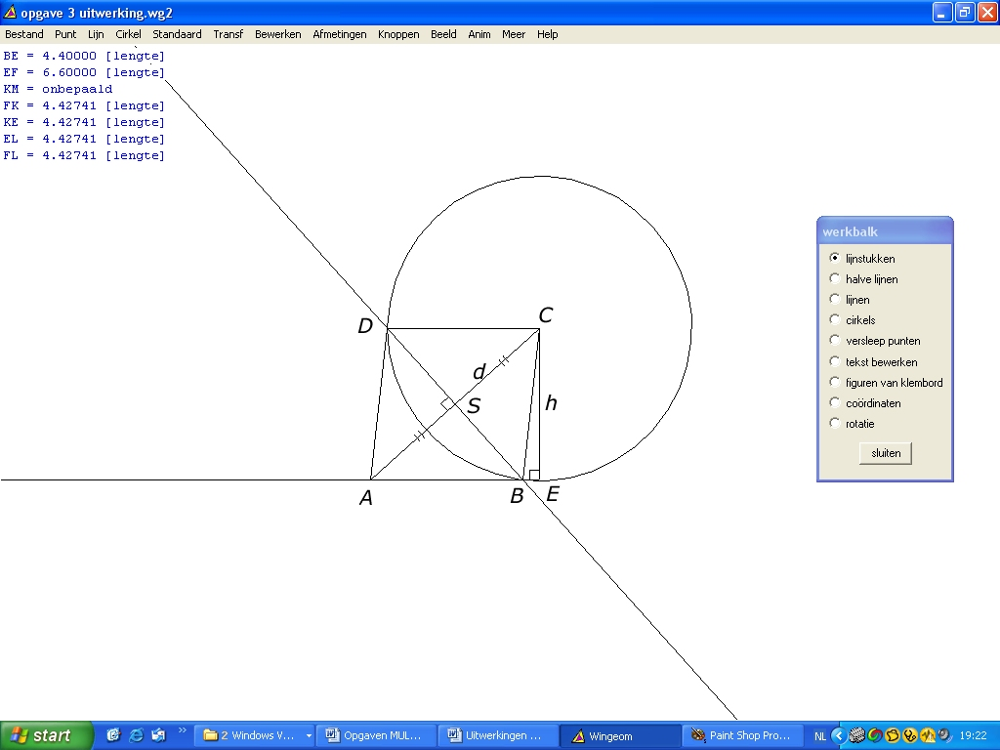 opgave 3 uitwerking.wg2
Bestand Punt Lijn Cirkel Standaard Transf Bewerken Afmetingen Knoppen Beeld Anim Meer Help
BE = 4.40000 [lengte]
EF = 6.60000 [lengte]
KM = onbepaald
FK = 4.42741 [lengte]
KE = 4.42741 [lengte]
EL = 4.42741 [lengte]
FL = 4.42741 [lengte]
werkbalk
lijnstukken
halve lijnen
lijnen
cirkels
versleep punten
tekst bewerken
figuren van klembord
coördinaten
rotatie
sluiten
D
C
d
S
h
A
B
E
start
2 Windows V...
Opgaven MUL...
Uitwerkingen ...
Wingeom
Paint Shop Pro...
NL
19:22